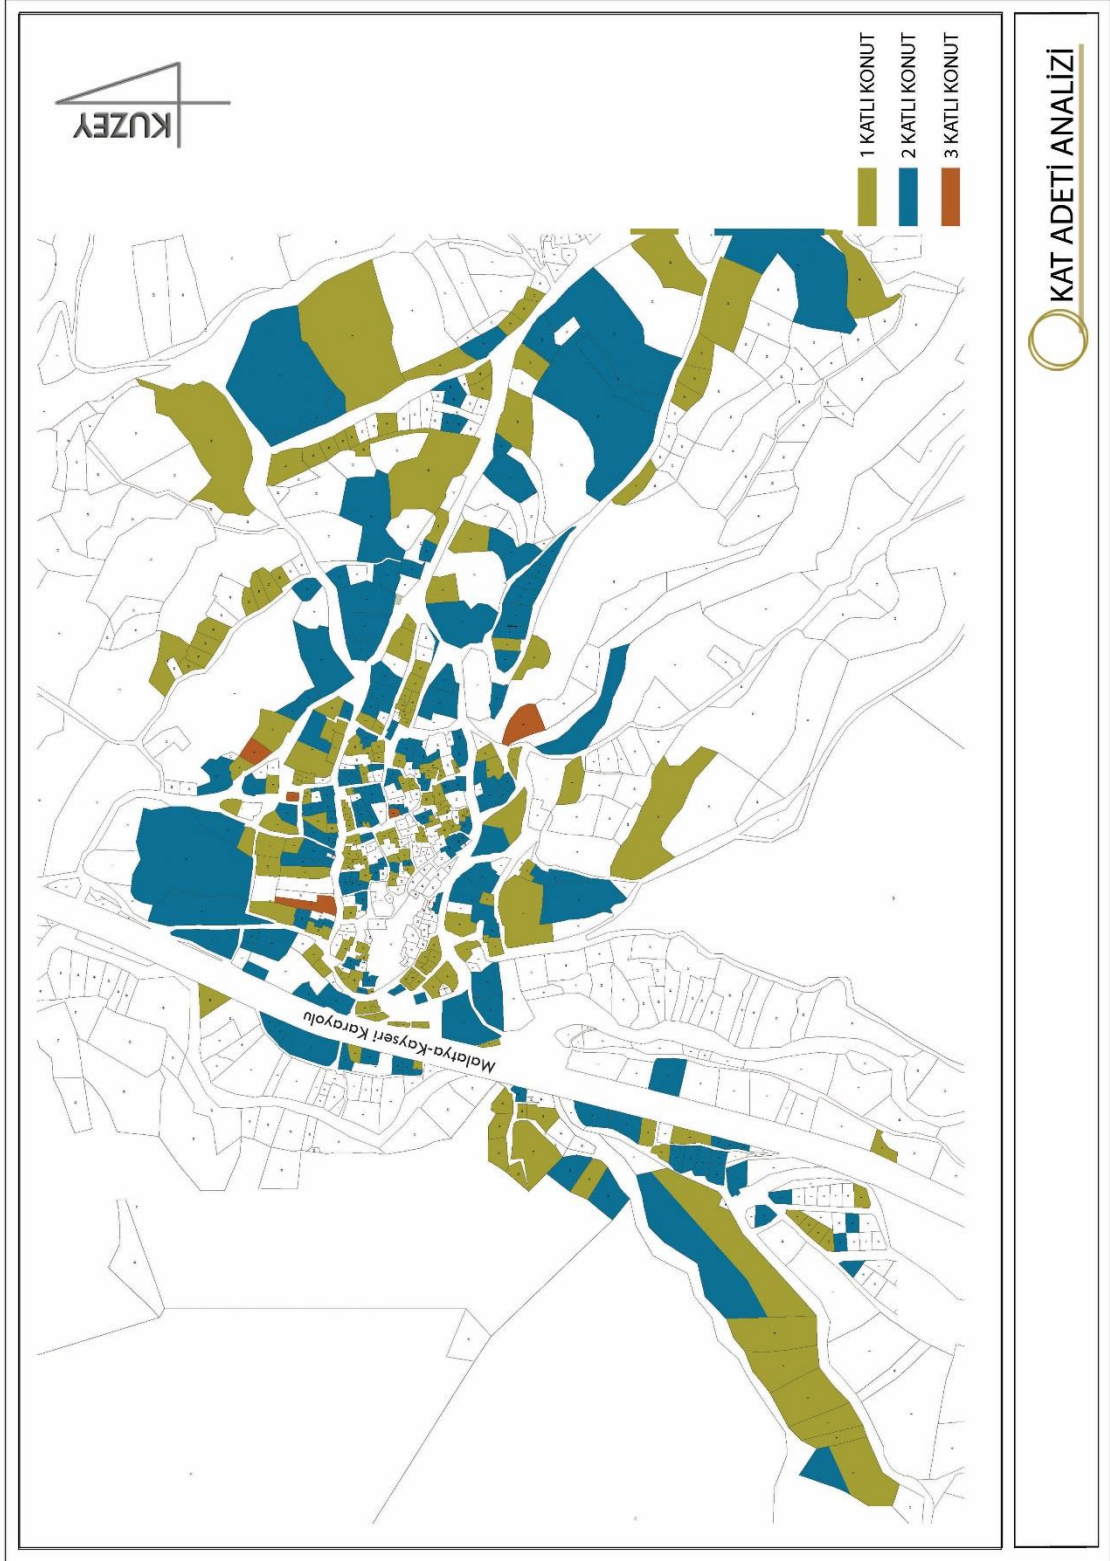 KAT ADETİ ANALİZİ
1 KATLI KONUT
2 KATLI KONUT
3 KATLI KONUT
KUZEY
Malatya-Kayseri Karayolu